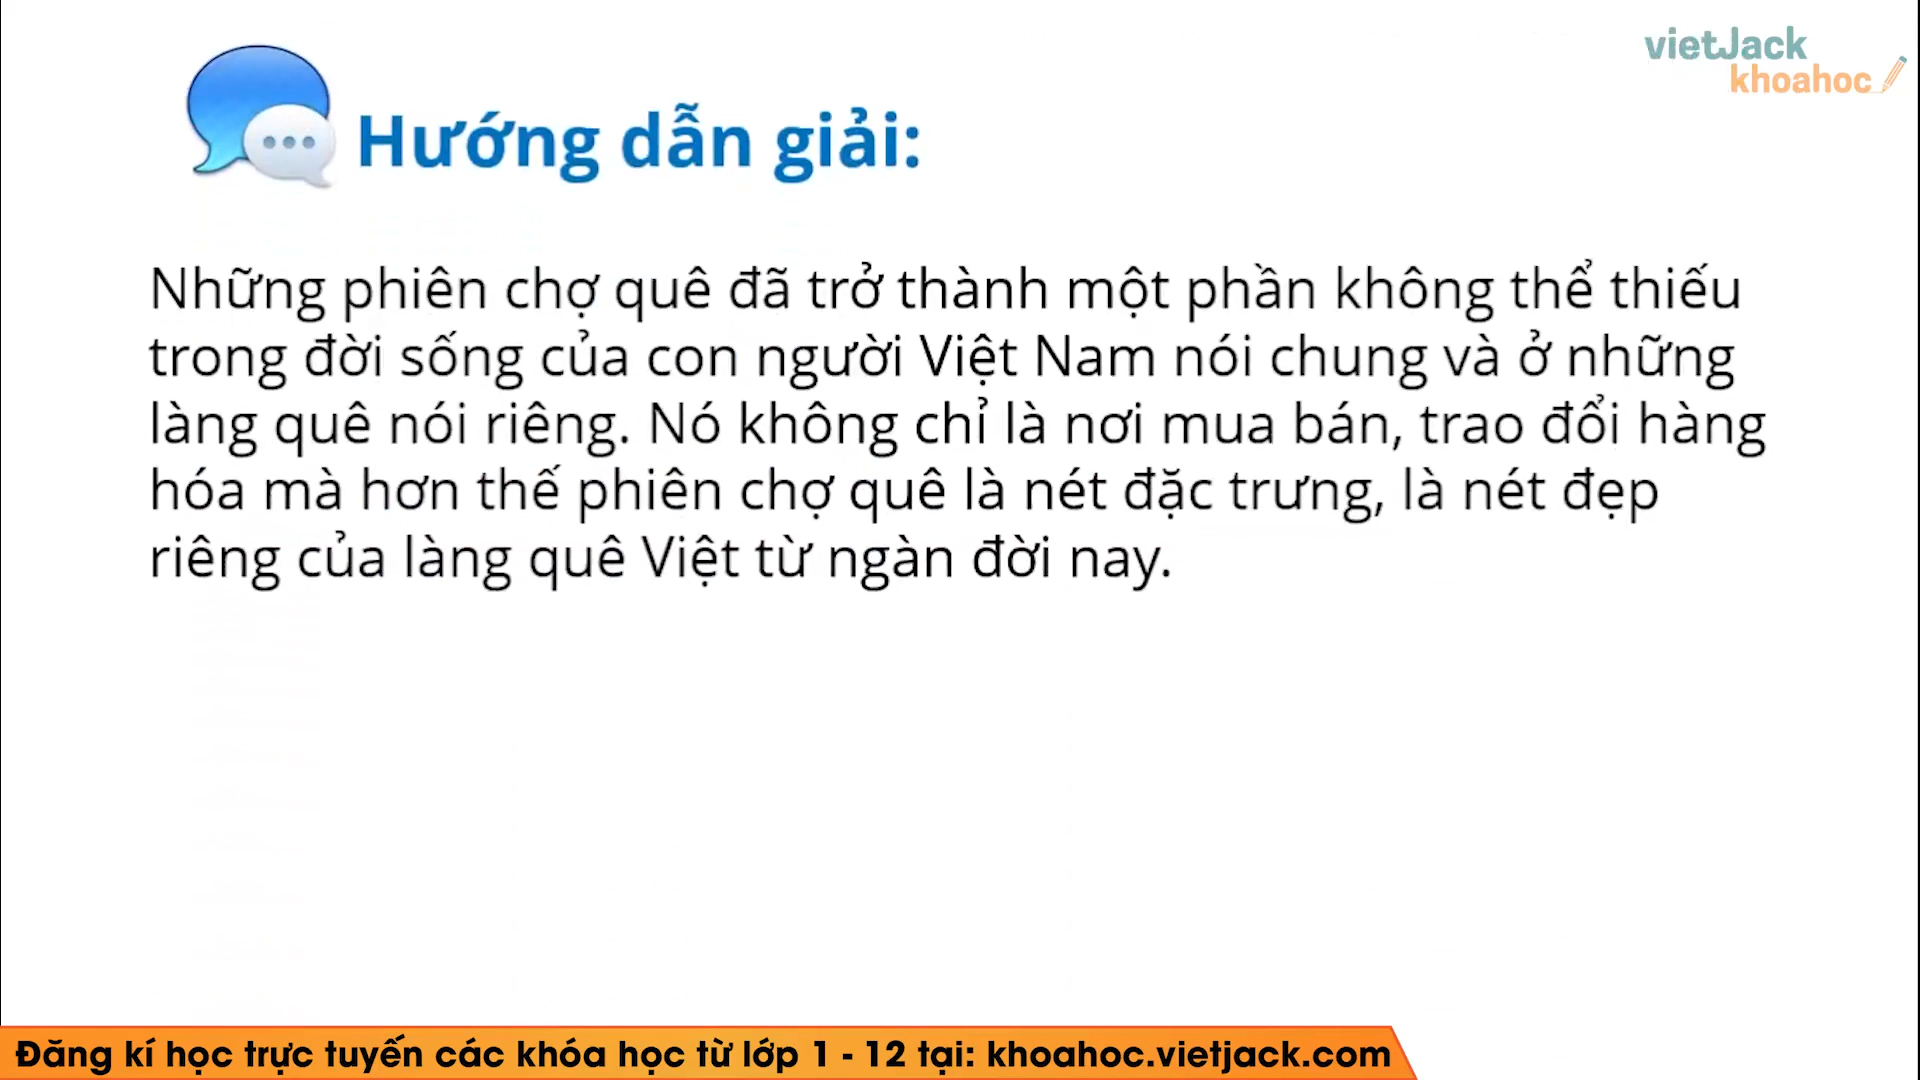 vietJack
khoahoc
Hướng dẫn giải:
Những phiên chợ quê đã trở thành một phần không thể thiếu
trong đời sống của con người Việt Nam nói chung và ở những
làng quê nói riêng. Nó không chỉ là nơi mua bán, trao đổi hàng
hóa mà hơn thế phiên chợ quê là nét đặc trưng, là nét đẹp
riêng của làng quê Việt từ ngàn đời nay.
Đăng kí học trực tuyến các khóa học từ lớp 1 - 12 tại: khoahoc.vietjack.com